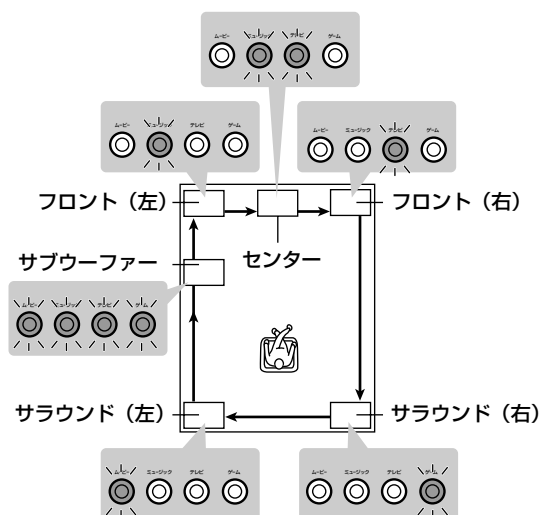 ムービー ミュージック テレビ ゲーム
ムービー ミュージック テレビ ゲーム
ムービー ミュージック テレビ ゲーム
フロント（左）
フロント（右）
サブウーファー
センター
ムービー ミュージック テレビ ゲーム
サラウンド（左）
サラウンド（右）
ムービー ミュージック テレビ ゲーム
ムービー ミュージック テレビ ゲーム